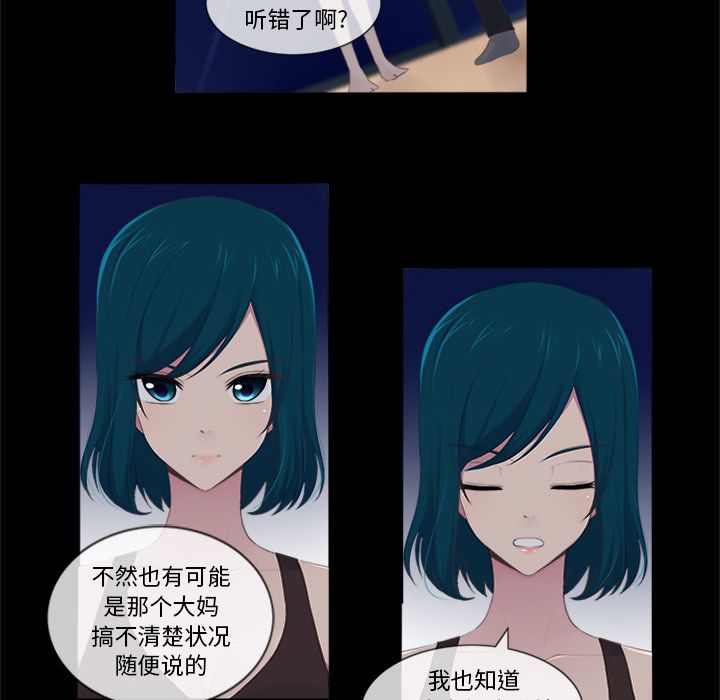 听错了啊?
不然也有可能
是那个大妈
搞不清楚状况
随便说的
我也知道